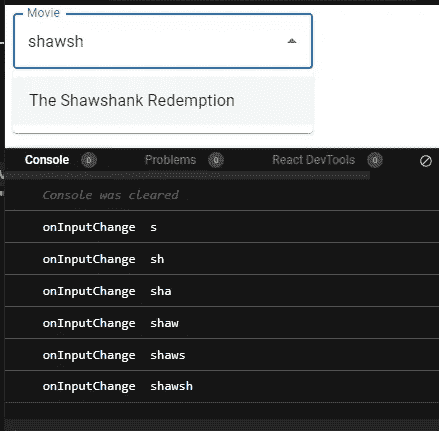 Movie
shawsh
The Shawshank Redemption
Console 0 Problems 0 React DevTools 0
Console was cleared
onInputChange s
onInputChange sh
onInputChange sha
onInputChange shaw
onInputChange shaws
onInputChange shawsh